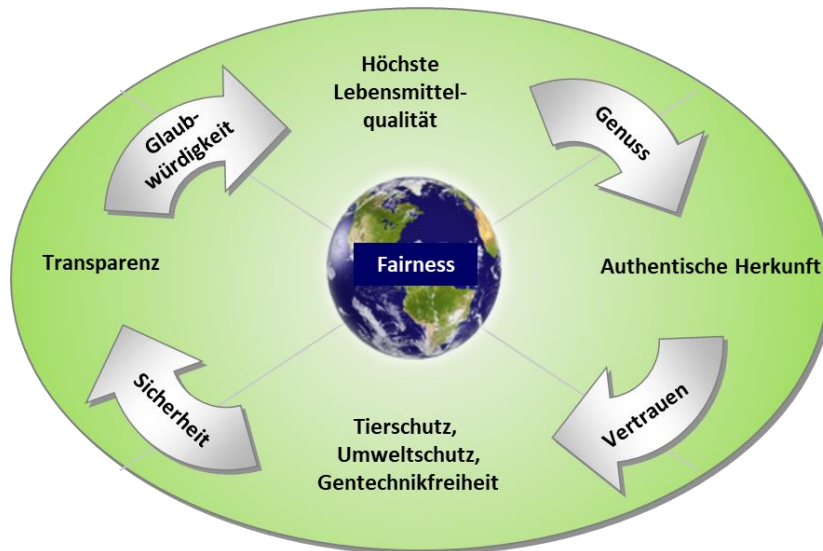 Höchste
Lebensmittel-
qualität
Glaub-
würdigkeit
Genuss
Transparenz
Fairness
Authentische Herkunft
Sicherheit
Vertrauen
Tierschutz,
Umweltschutz,
Gentechnikfreiheit